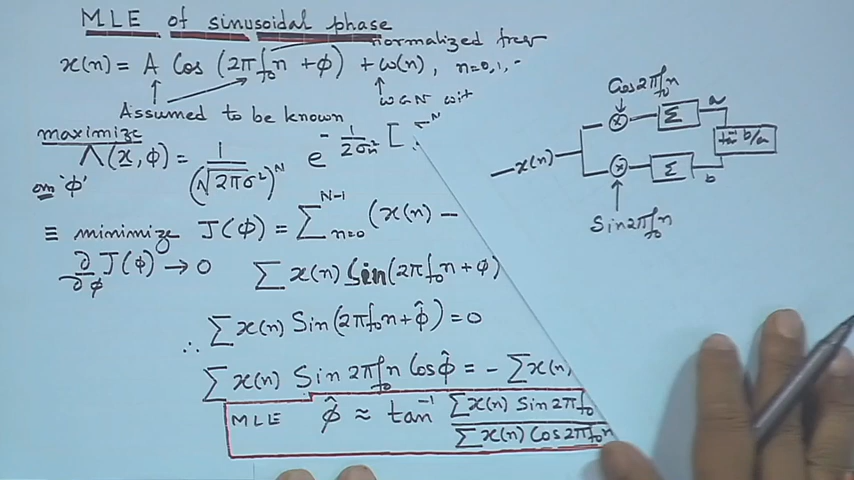 MLE of sinusoidal phase
normalized freq
x(n) = A Cos (2πf₀n + φ) + w(n), n=0,1,-
Assumed to be known
WGN wit
maximize
Λ(x, φ) = 1/(√2πσ²)^N e^ - 1/2σn² [ Σ^N
on 'φ'
≡ minimize J(φ) = Σ_{n=0}^{N-1} (x(n) -
∂/∂φ J(φ) → 0 Σ x(n) Sin(2πf₀n + φ)
∴ Σ x(n) Sin(2πf₀n + φ̂) = 0
Σ x(n) Sin 2πf₀n Cos φ̂ = - Σ x(n)
MLE φ̂ ≈ tan⁻¹ Σ x(n) Sin 2πf₀ / Σ x(n) Cos 2πf₀n
Cos 2πf₀n
x Σ a
x(n) tan⁻¹ b/a
x Σ b
Sin 2πf₀n